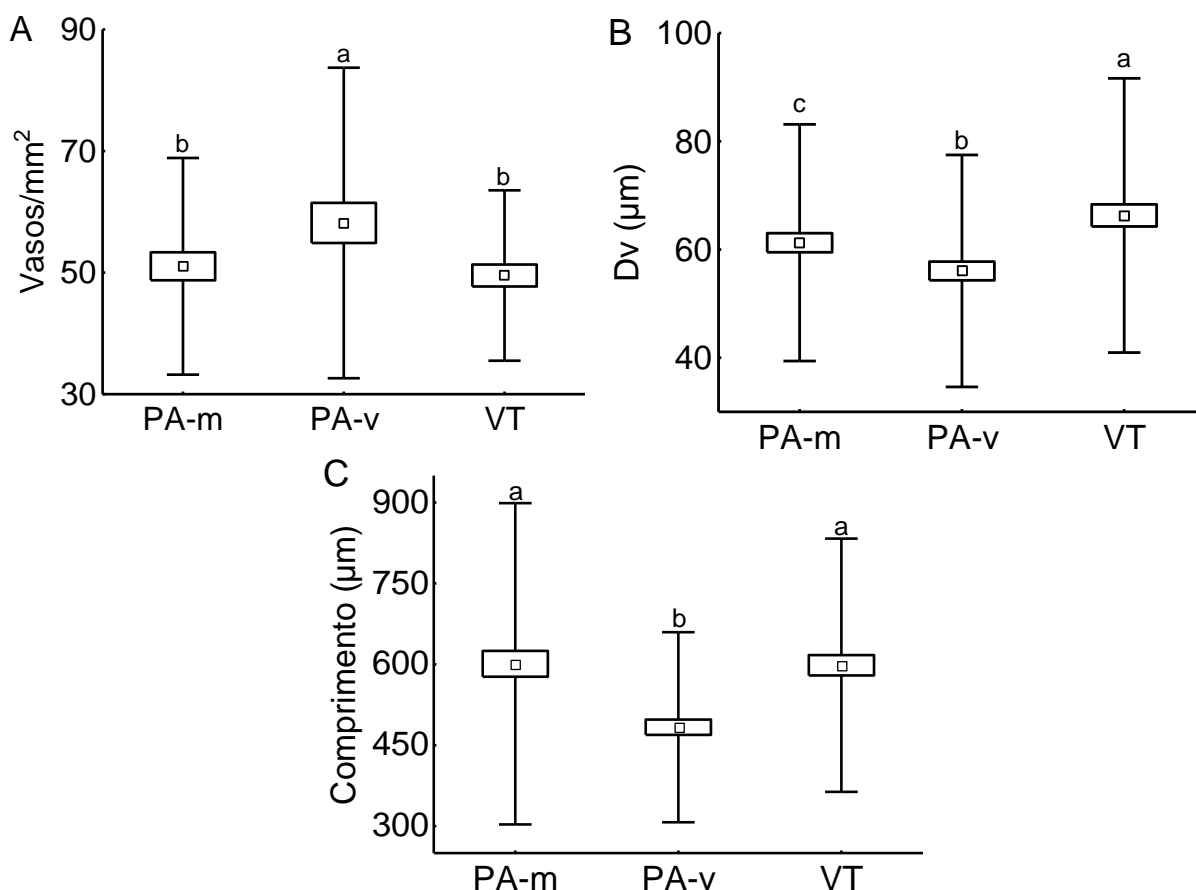 A
Vasos/mm²
90
70
50
30
b
a
b
PA-m
PA-v
VT
B
Dv (µm)
100
80
60
40
c
b
a
PA-m
PA-v
VT
C
Comprimento (µm)
900
750
600
450
300
a
b
a
PA-m
PA-v
VT